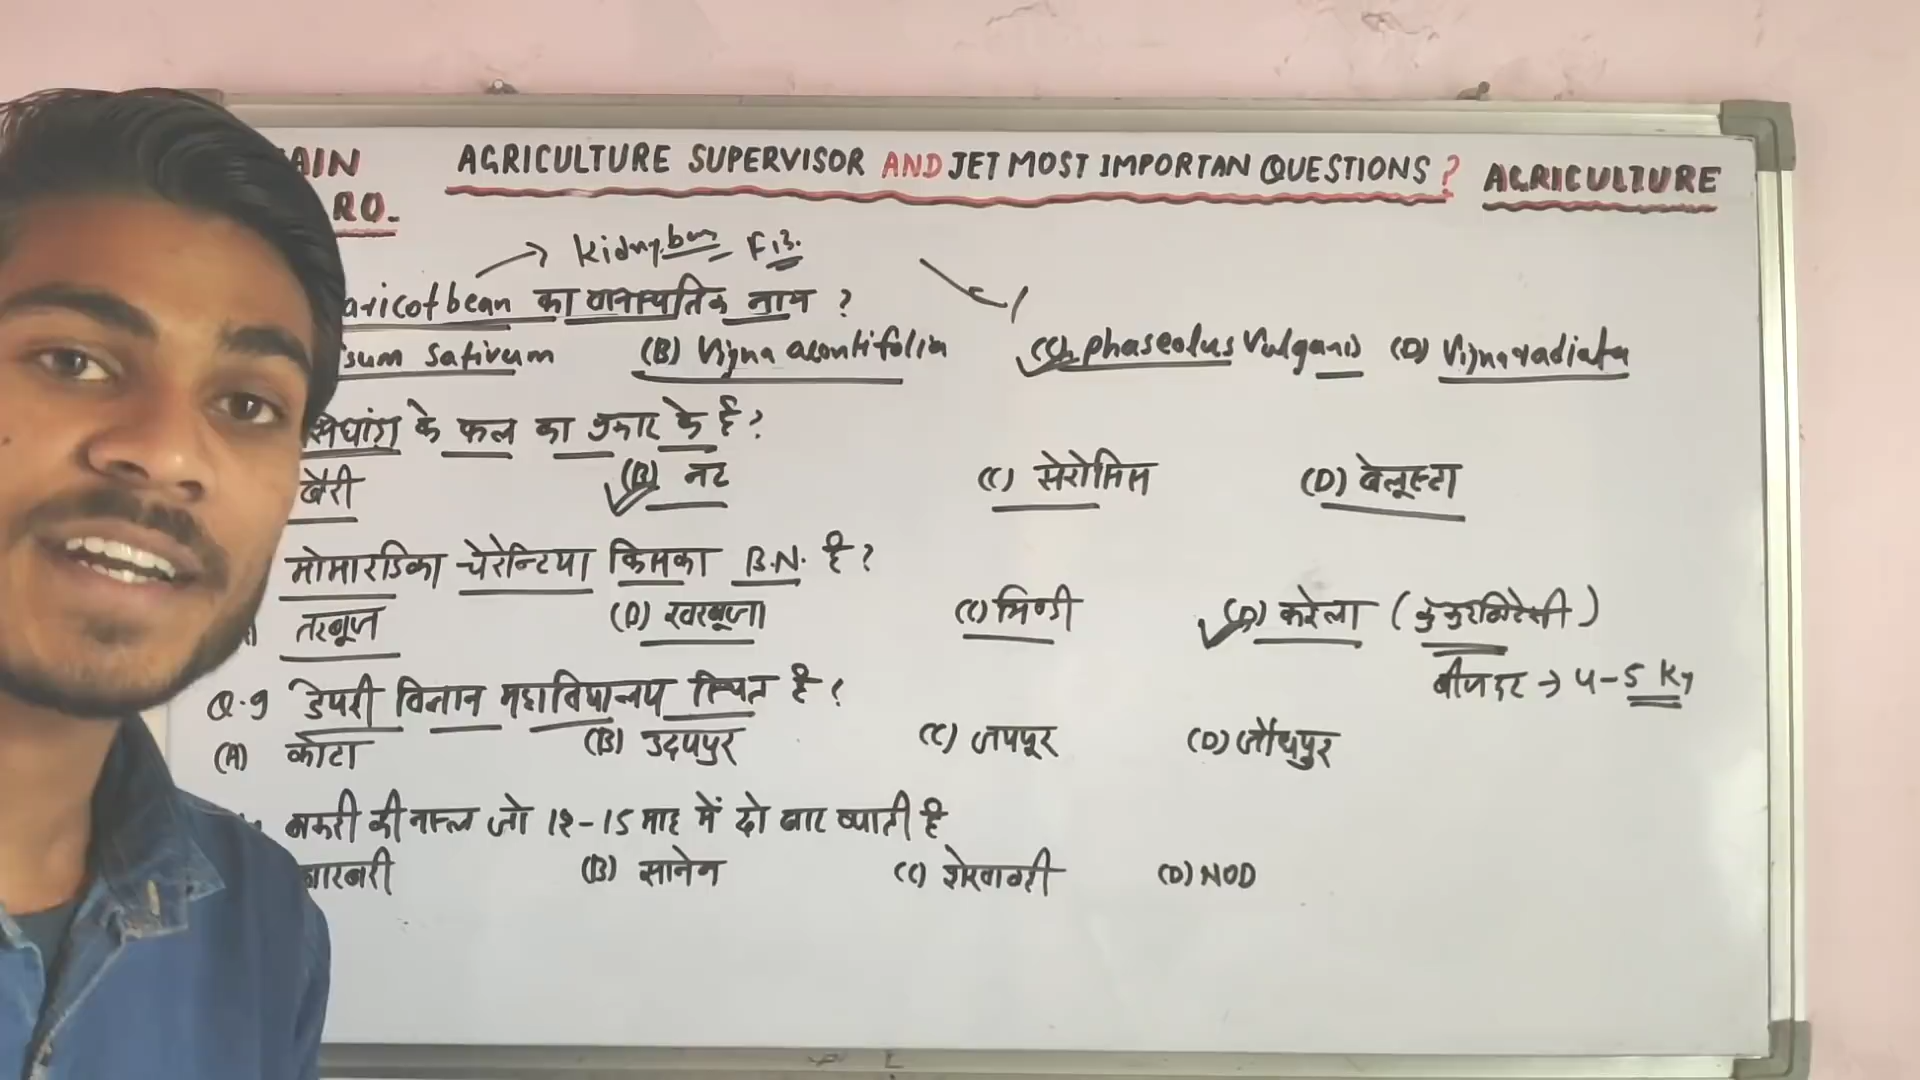 AIN AGRICULTURE SUPERVISOR AND JET MOST IMPORTAN QUESTIONS ? AGRICULTURE
RO.
→ Kidney bean F.B.
aricot bean का वानस्पतिक नाम ?
sum Sativum (B) Vigna acontifolia (C) phaseolus Vulganis (D) Vigna radiata
सिघांडा के फल का प्रकार के है ?
बैरी (B) नट (C) सेरोसिस (D) बेलूस्टा
मोमारडिका चेरेन्टिया किसका B.N. है ?
तरबूज (B) खरबूजा (C) भिण्डी (D) करेला (कुकुरबिटेसी)
बीजदर → 4-5 Kg
Q.9 डेयरी विज्ञान महाविद्यालय स्थित है ?
(A) कोटा (B) उदयपुर (C) जयपूर (D) जौधपुर
बकरी की नस्ल जो 12-15 माह में दो बार ब्याती है
बारबरी (B) सानेन (C) शेखावटी (D) NOD